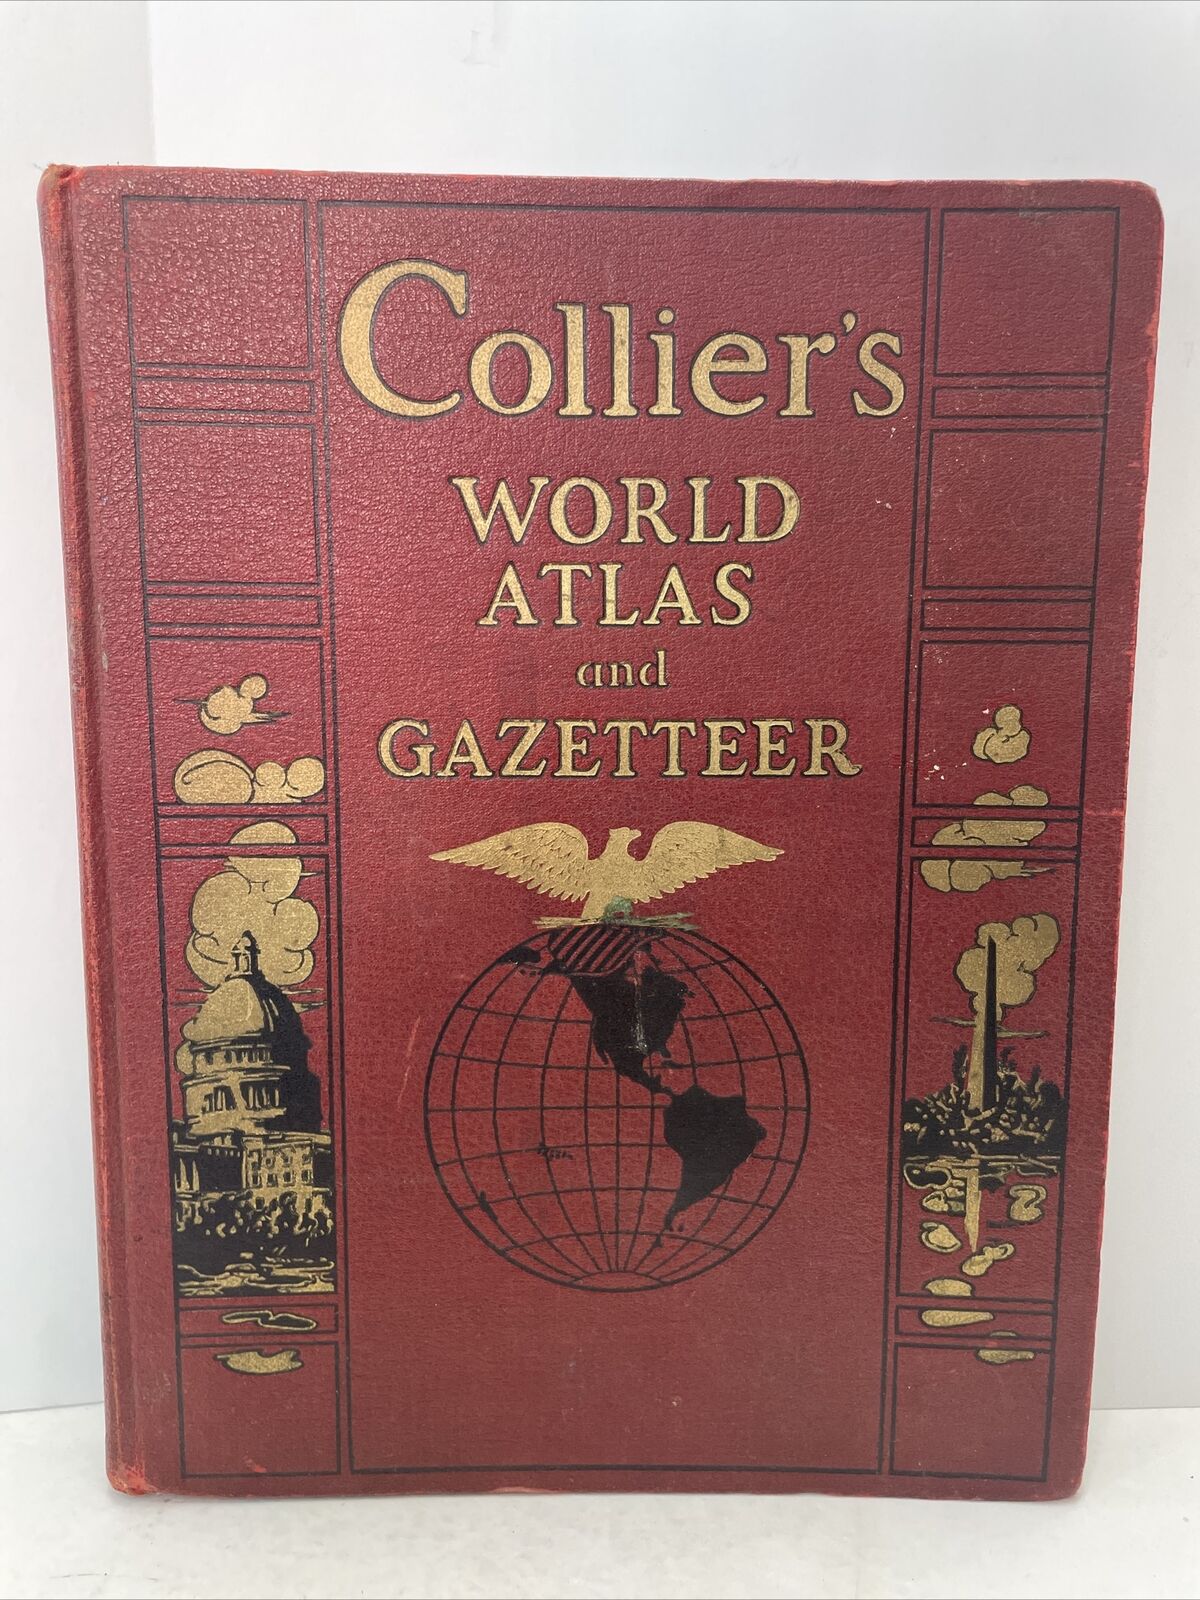 Collier's
WORLD
ATLAS
and
GAZETTEER